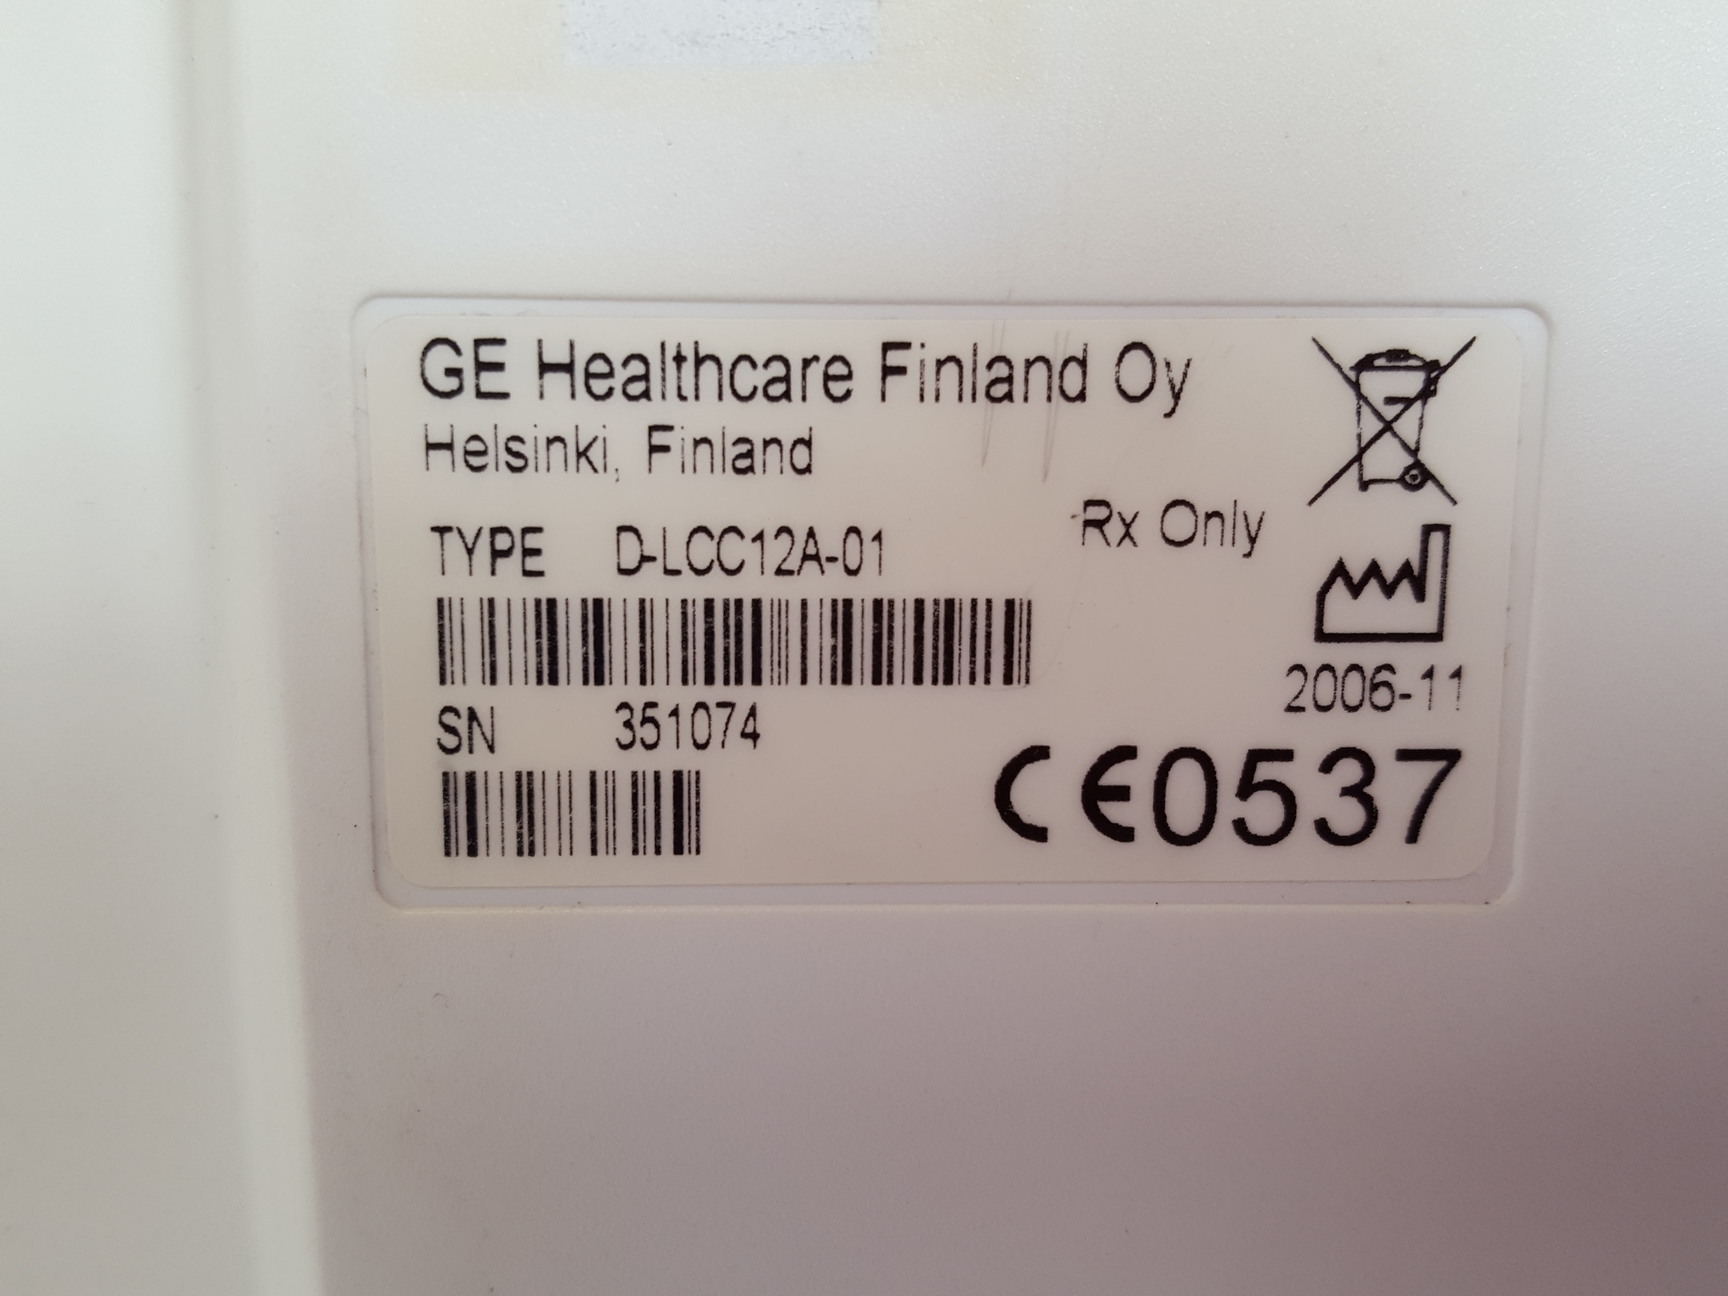 GE Healthcare Finland Oy
Helsinki, Finland
Rx Only
TYPE D-LCC12A-01
2006-11
SN 351074
CE0537